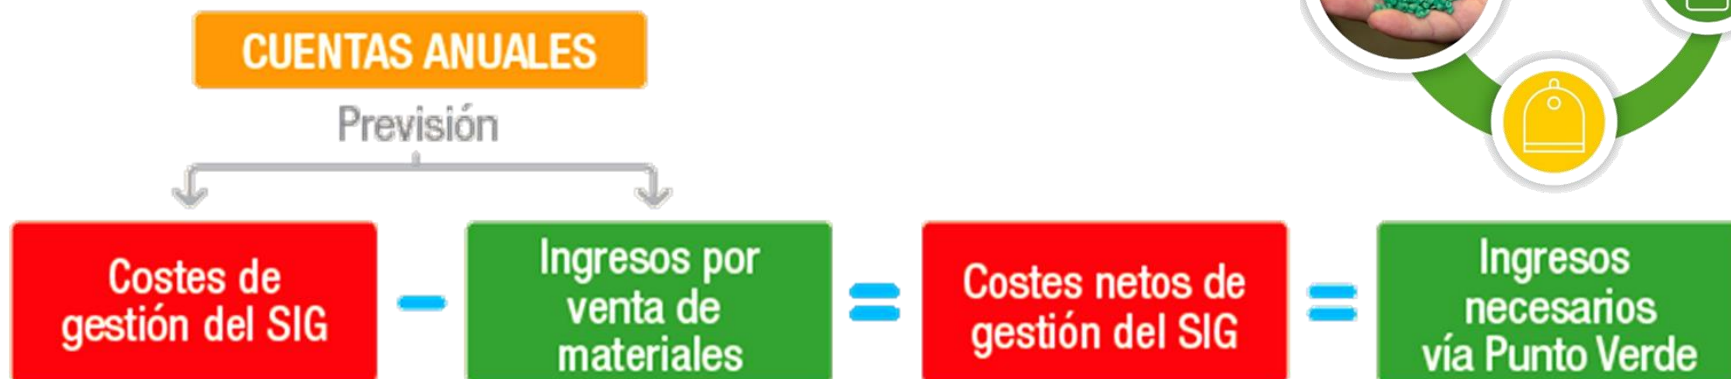 CUENTAS ANUALES
Previsión
Costes de
gestión del SIG
−
Ingresos por
venta de
materiales
=
Costes netos de
gestión del SIG
=
Ingresos
necesarios
vía Punto Verde